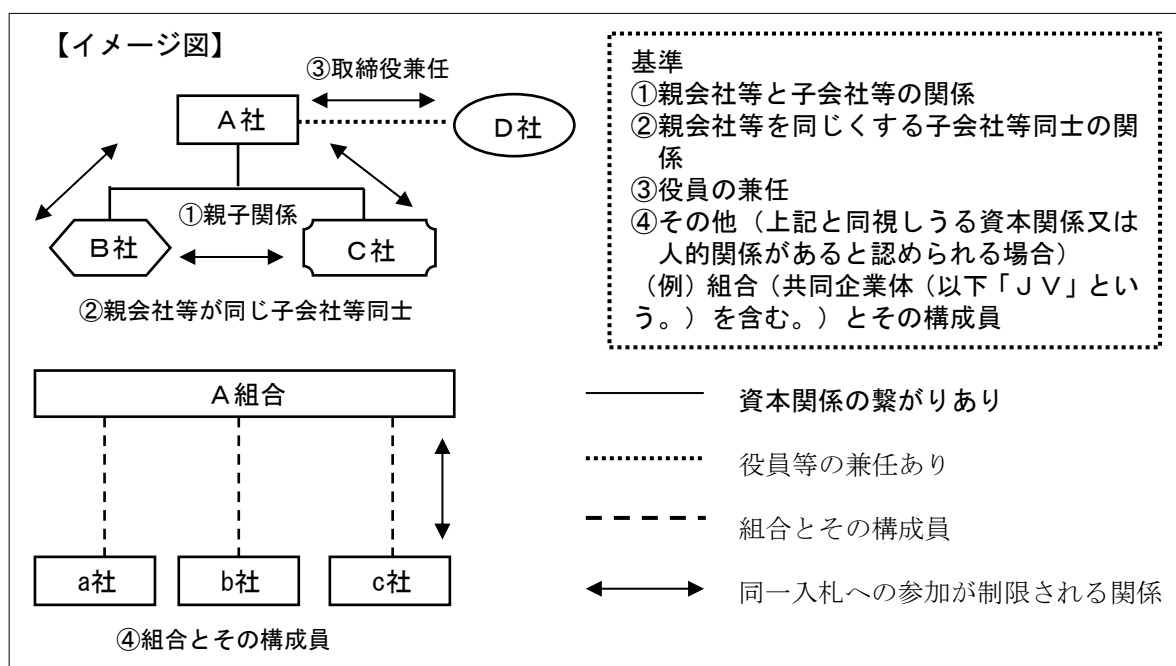 【イメージ図】
③取締役兼任
A社
D社
①親子関係
B社
C社
②親会社等が同じ子会社等同士
基準
①親会社等と子会社等の関係
②親会社等を同じくする子会社等同士の関
係
③役員の兼任
④その他（上記と同視しうる資本関係又は
人的関係があると認められる場合）
（例）組合（共同企業体（以下「ＪＶ」とい
う。）を含む。）とその構成員
Ａ組合
a社
b社
c社
④組合とその構成員
資本関係の繋がりあり
役員等の兼任あり
組合とその構成員
同一入札への参加が制限される関係